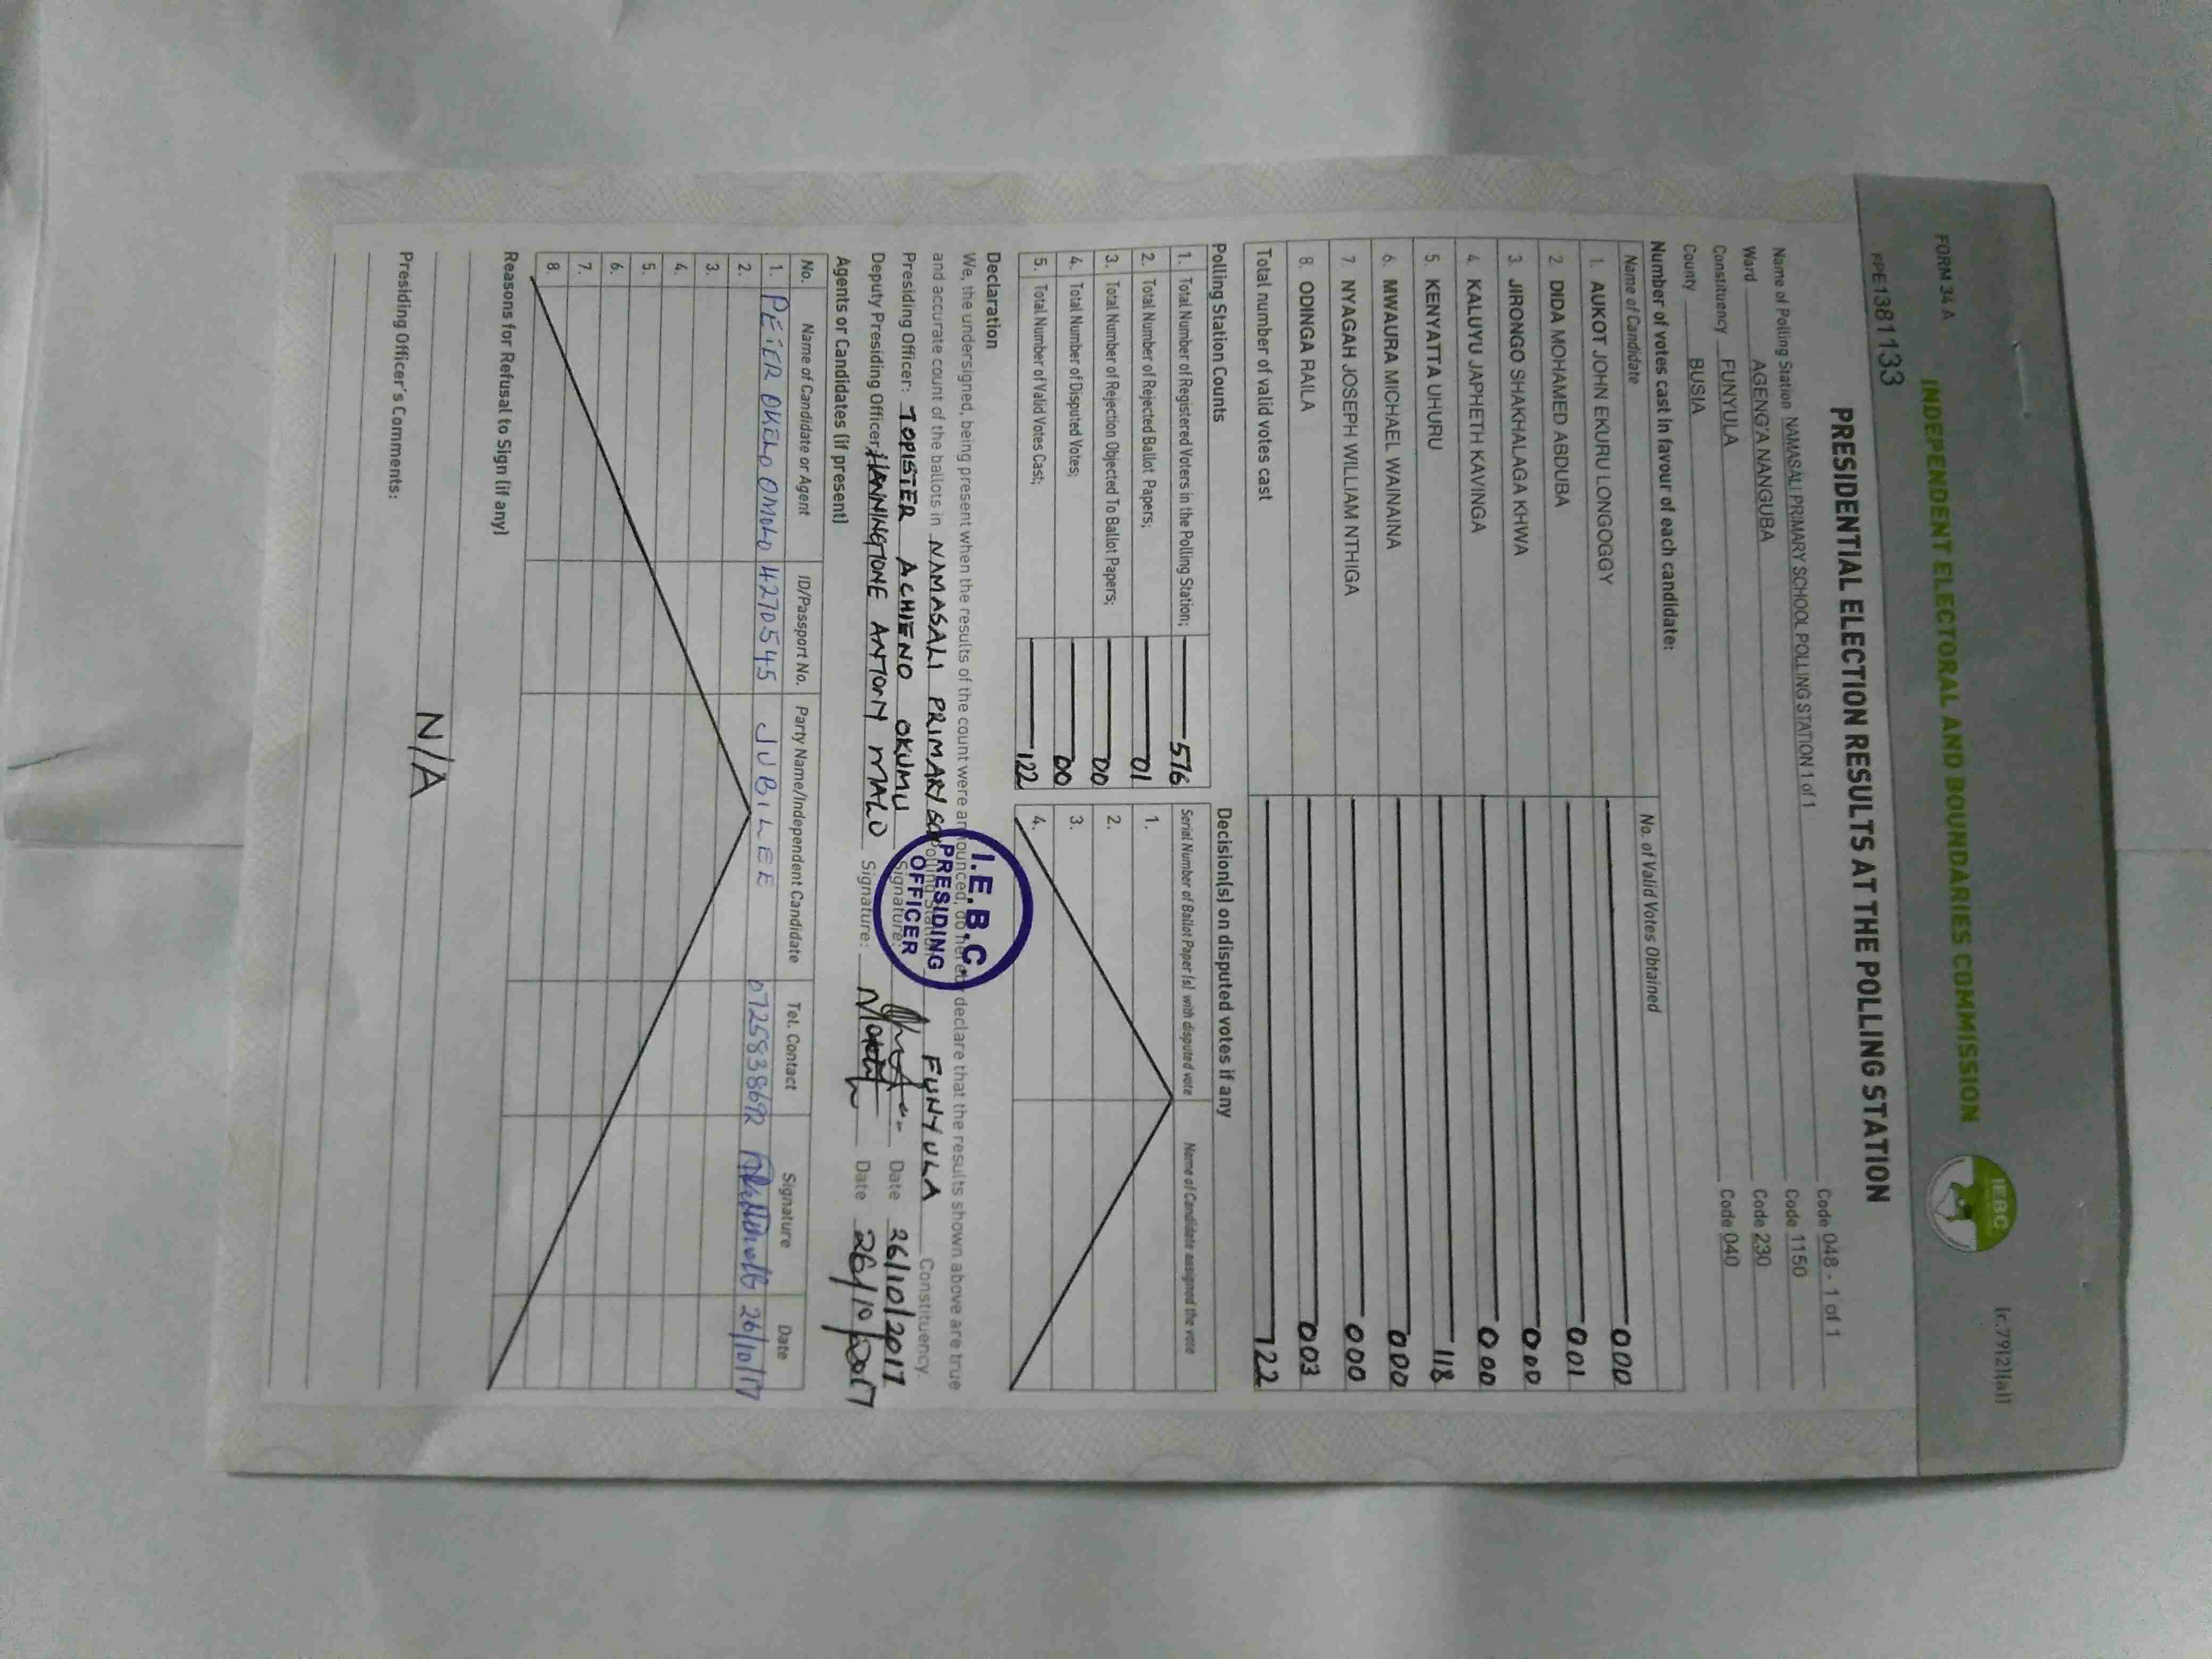 FORM 34 A
(r.79(2)(a))
INDEPENDENT ELECTORAL AND BOUNDARIES COMMISSION
IEBC
PPE1381133
PRESIDENTIAL ELECTION RESULTS AT THE POLLING STATION
Name of Polling Station NAMASALI PRIMARY SCHOOL POLLING STATION 1 of 1 Code 048 - 1 of 1
Ward AGENG'A NANGUBA Code 1150
Constituency FUNYULA Code 230
County BUSIA Code 040
Number of votes cast in favour of each candidate:
Name of Candidate No. of Valid Votes Obtained
1. AUKOT JOHN EKURU LONGOGGY 000
2. DIDA MOHAMED ABDUBA 001
3. JIRONGO SHAKHALAGA KHWA 000
4. KALUYU JAPHETH KAVINGA 000
5. KENYATTA UHURU 118
6. MWAURA MICHAEL WAINAINA 000
7. NYAGAH JOSEPH WILLIAM NTHIGA 000
8. ODINGA RAILA 003
Total number of valid votes cast 122
Polling Station Counts
1. Total Number of Registered Voters in the Polling Station; 576
2. Total Number of Rejected Ballot Papers; 01
3. Total Number of Rejection Objected To Ballot Papers; 00
4. Total Number of Disputed Votes; 00
5. Total Number of Valid Votes Cast; 122
Decision(s) on disputed votes if any
Serial Number of Ballot Paper (s) with disputed vote Name of Candidate assigned the vote
1.
2.
3.
4.
Declaration
We, the undersigned, being present when the results of the count were announced, do hereby declare that the results shown above are true
and accurate count of the ballots in NAMASALI PRIMARY Polling Station FUNYULA Constituency.
Presiding Officer: TOPISTER ACHIENO OKUMU Signature: Date 26/10/2017
Deputy Presiding Officer: HANNINGTONE ANTONY MALO Signature: Date 26/10/2017
I.E.B.C.
PRESIDING
OFFICER
Agents or Candidates (if present)
No. Name of Candidate or Agent ID/Passport No. Party Name/Independent Candidate Tel. Contact Signature Date
1. PETER OKELLO OMOLO 4270545 JUBILEE 0725838692 26/10/17
2.
3.
4.
5.
6.
7.
8.
Reasons for Refusal to Sign (if any)
N/A
Presiding Officer's Comments: